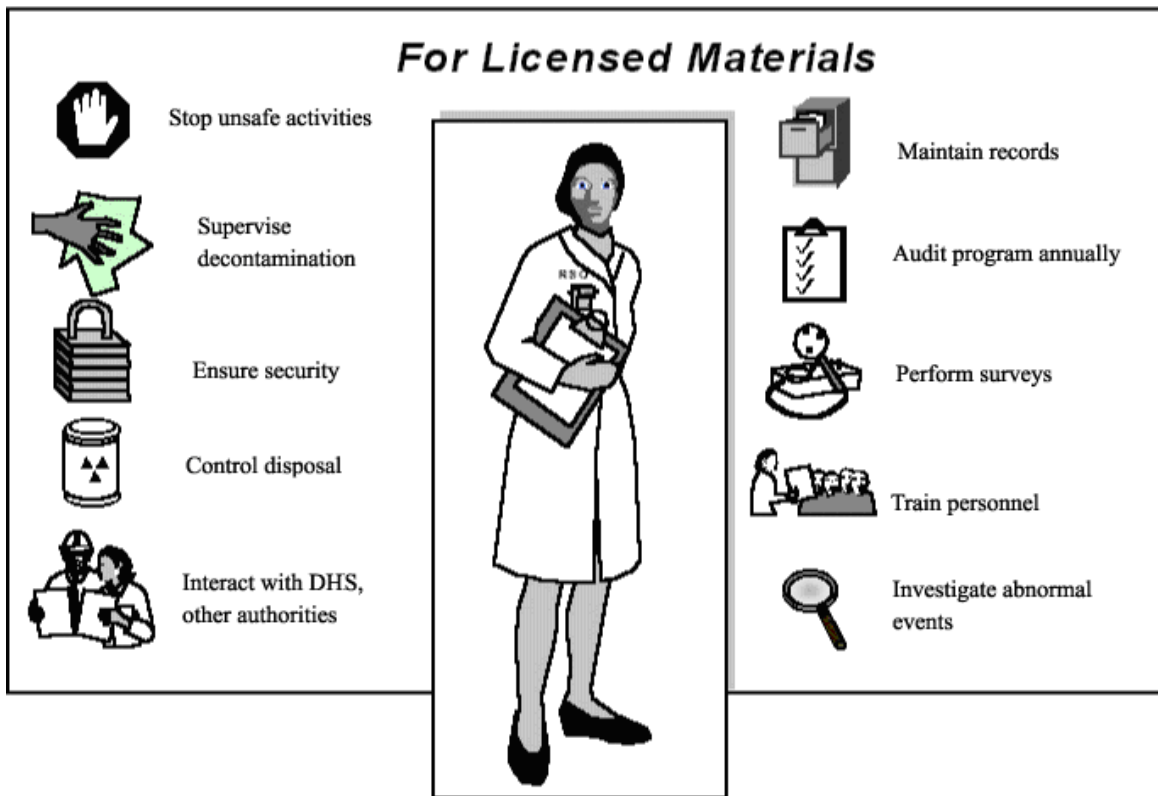 For Licensed Materials
Stop unsafe activities
Supervise
decontamination
Ensure security
Control disposal
Interact with DHS,
other authorities
RSO
Maintain records
Audit program annually
Perform surveys
Train personnel
Investigate abnormal
events